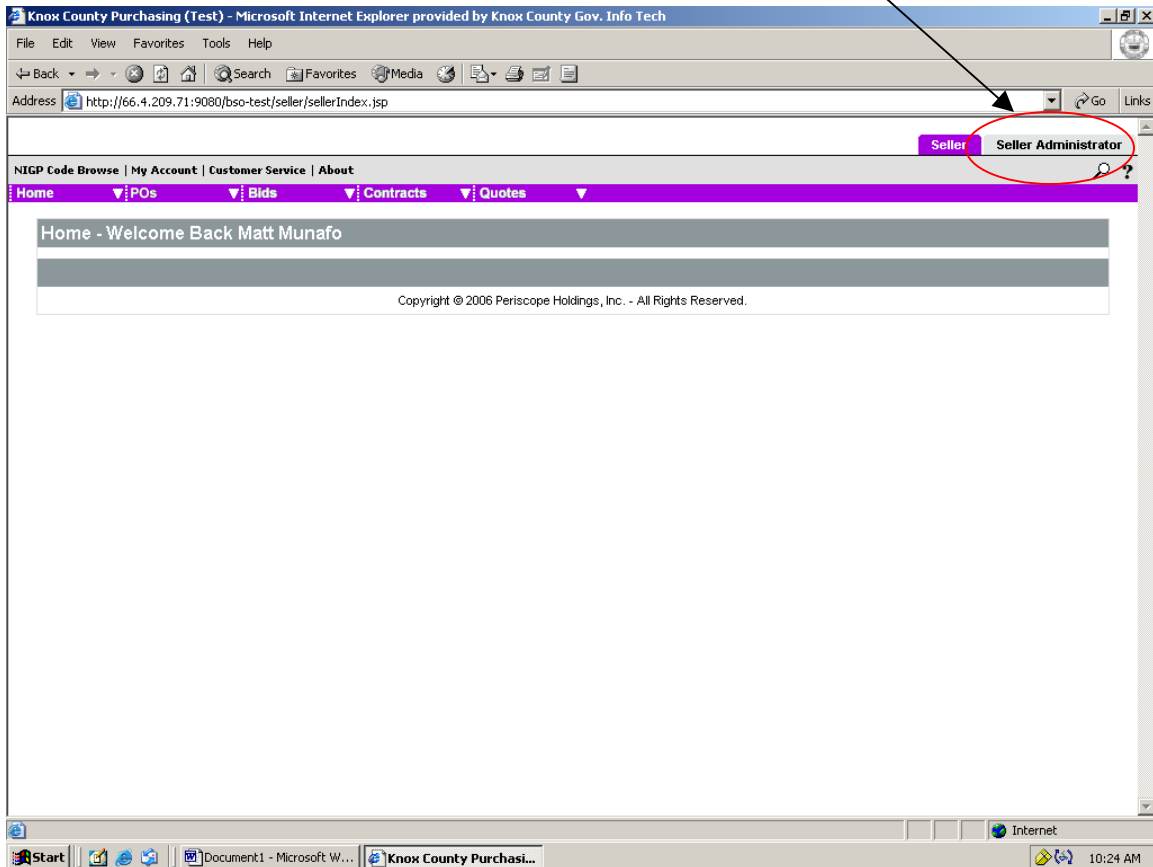 Knox County Purchasing (Test) - Microsoft Internet Explorer provided by Knox County Gov. Info Tech
File Edit View Favorites Tools Help
Back Search Favorites Media
Address http://66.4.209.71:9080/bso-test/seller/sellerIndex.jsp Go Links
Seller Seller Administrator
NIGP Code Browse | My Account | Customer Service | About ?
Home POs Bids Contracts Quotes
Home - Welcome Back Matt Munafo
Copyright © 2006 Periscope Holdings, Inc. - All Rights Reserved.
Internet
Start Document1 - Microsoft W... Knox County Purchasi... 10:24 AM